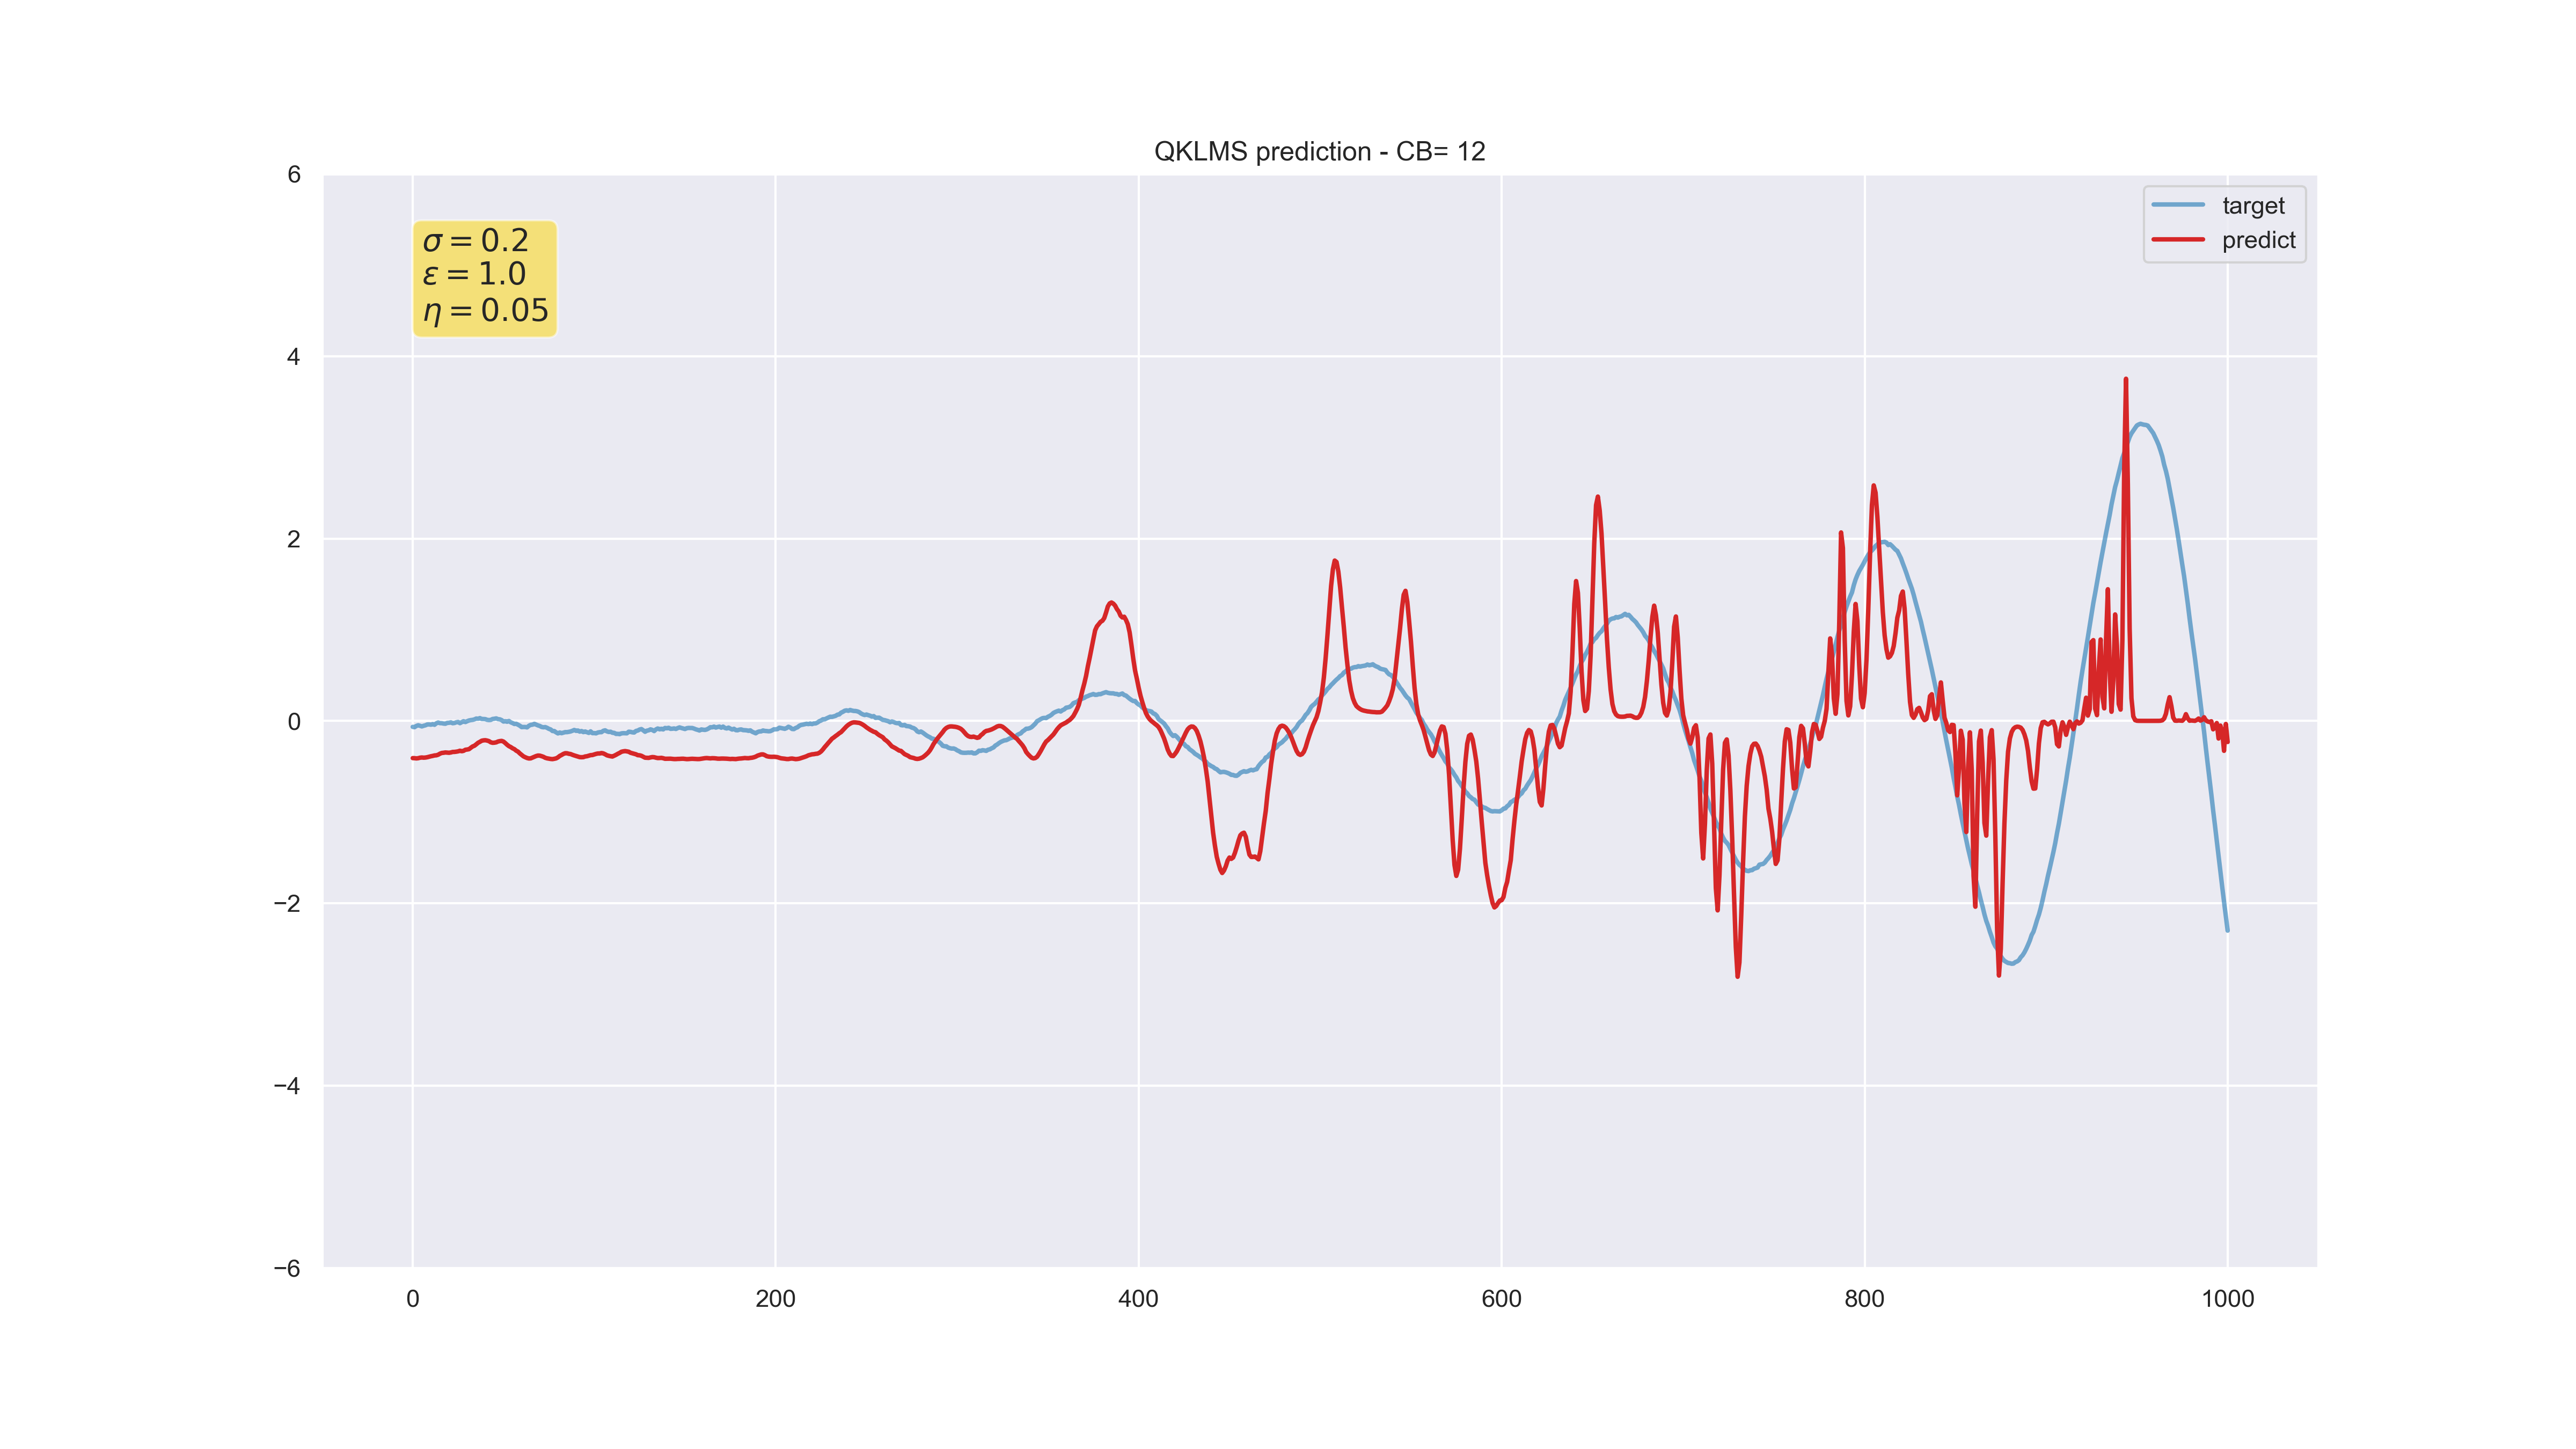 QKLMS prediction - CB= 12
6
4
2
0
−2
−4
−6
σ = 0.2
ε = 1.0
η = 0.05
target
predict
0 200 400 600 800 1000